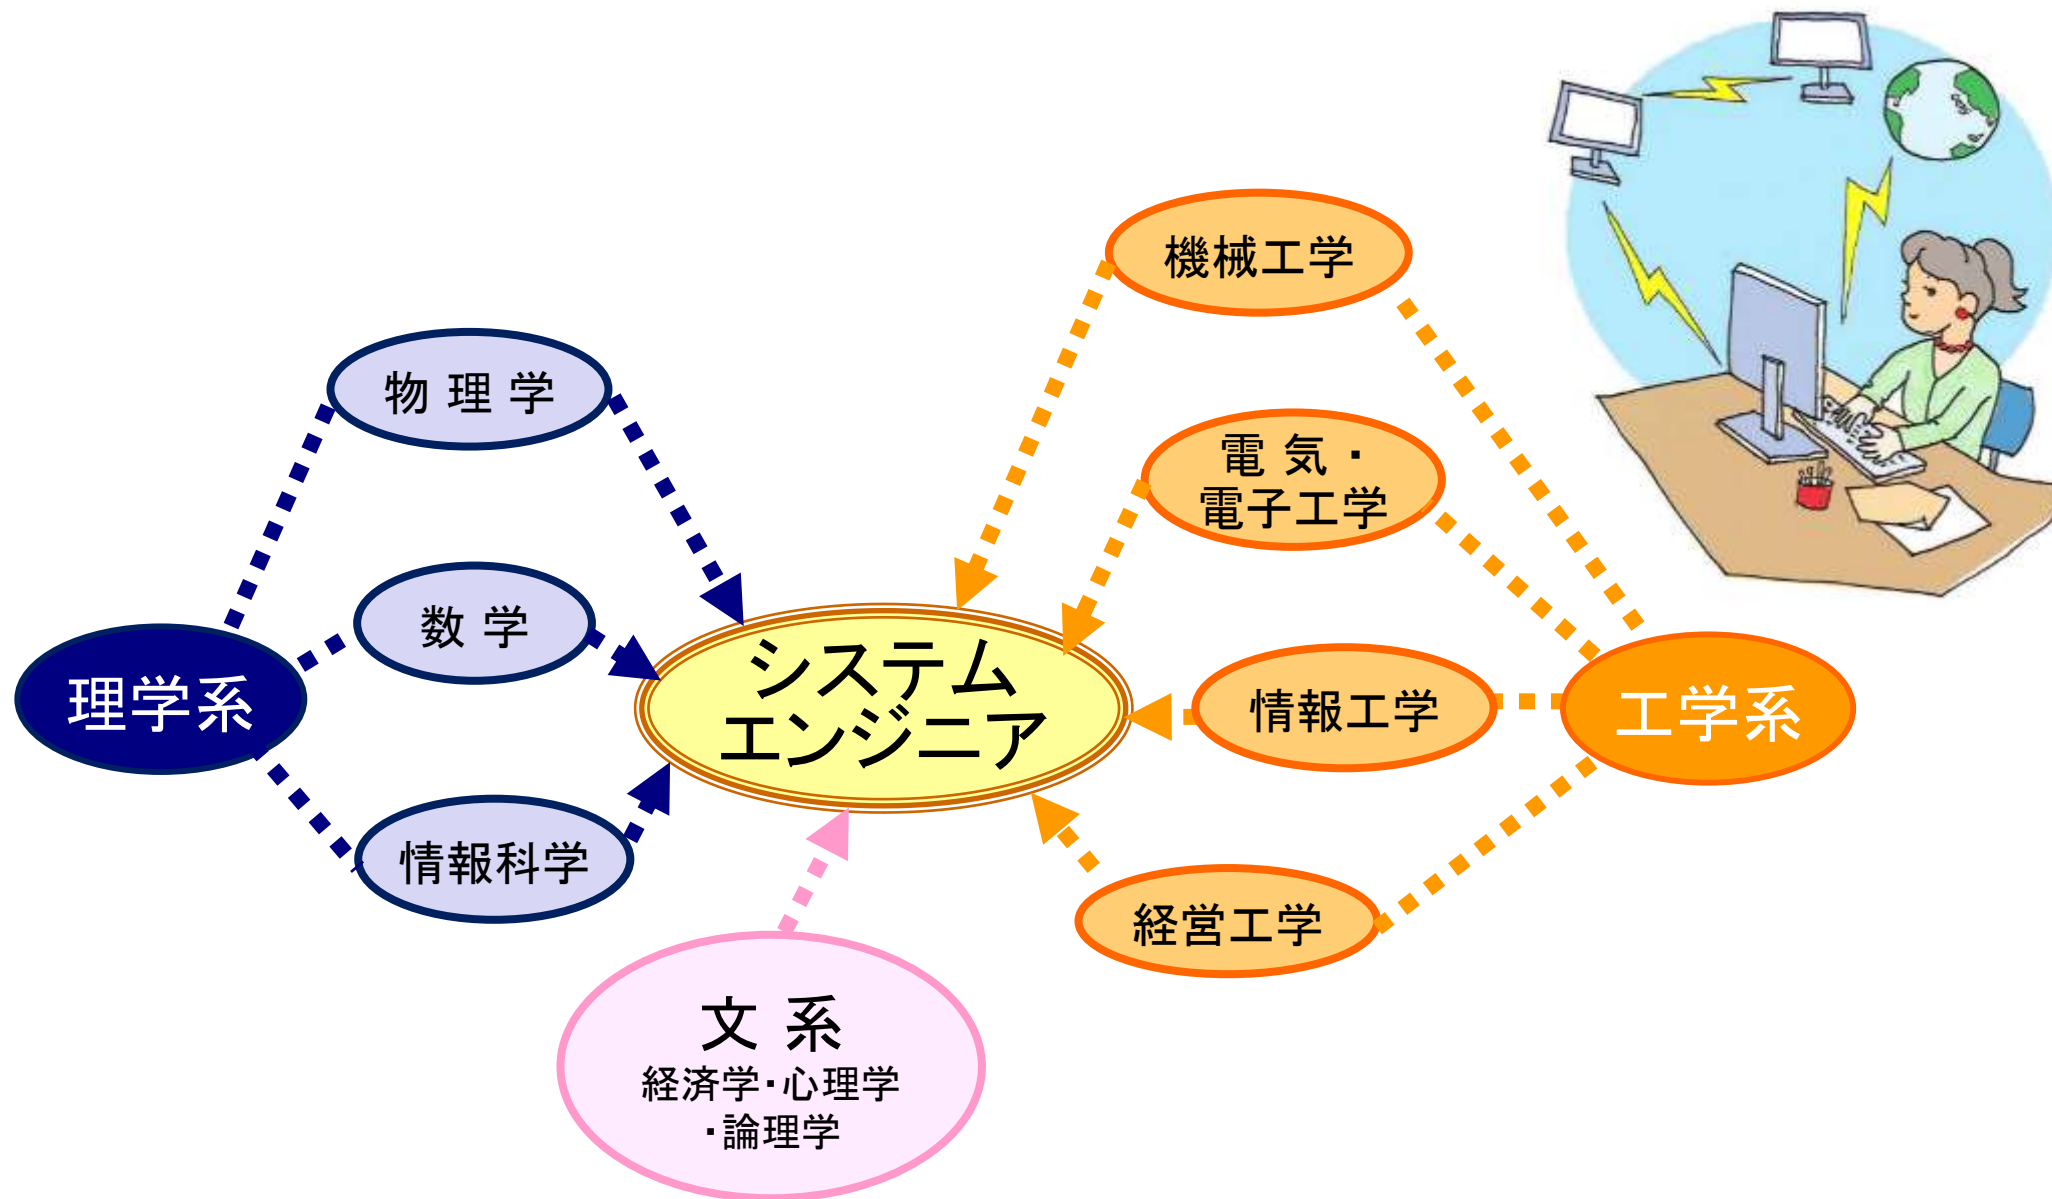 機械工学
物 理 学
電 気 ・
電子工学
数 学
システム
エンジニア
理学系
情報工学
工学系
情報科学
経営工学
文 系
経済学・心理学
・論理学